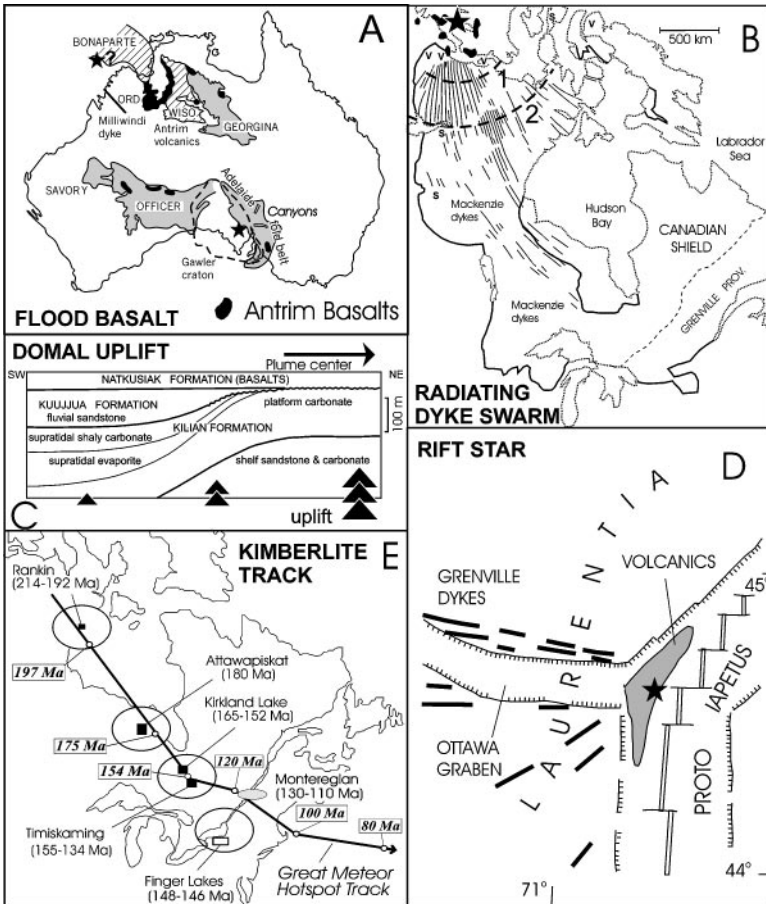 A
BONAPARTE
?
ORD
WISO
Milliwindi
dyke
Antrim
volcanics
GEORGINA
SAVORY
OFFICER
Adelaide
fold belt
Canyons
Gawler
craton
Antrim Basalts
FLOOD BASALT
B
500 km
s
v
v
v
v
1
2
s
s
Labrador
Sea
Mackenzie
dykes
Hudson
Bay
CANADIAN
SHIELD
GRENVILLE PROV.
Mackenzie
dykes
RADIATING
DYKE SWARM
DOMAL UPLIFT
Plume center
SW
NE
NATKUSIAK FORMATION (BASALTS)
KUUJJUA FORMATION
fluvial sandstone
platform carbonate
100 m
KILIAN FORMATION
supratidal shaly carbonate
supratidal evaporite
shelf sandstone & carbonate
C
uplift
RIFT STAR
D
LAURENTIA
VOLCANICS
GRENVILLE
DYKES
45°
IAPETUS
PROTO
OTTAWA
GRABEN
44°
71°
KIMBERLITE
TRACK
E
Rankin
(214-192 Ma)
197 Ma
Attawapiskat
(180 Ma)
Kirkland Lake
(165-152 Ma)
175 Ma
120 Ma
154 Ma
Monteregian
(130-110 Ma)
Timiskaming
(155-134 Ma)
100 Ma
80 Ma
Great Meteor
Hotspot Track
Finger Lakes
(148-146 Ma)